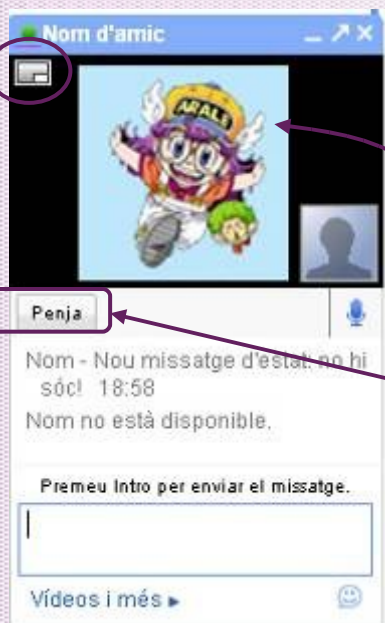 Nom d'amic
ARALE
Penja
Nom - Nou missatge d'estat: no hi
sóc! 18:58
Nom no està disponible.
Premeu Intro per enviar el missatge.
Vídeos i més ▸